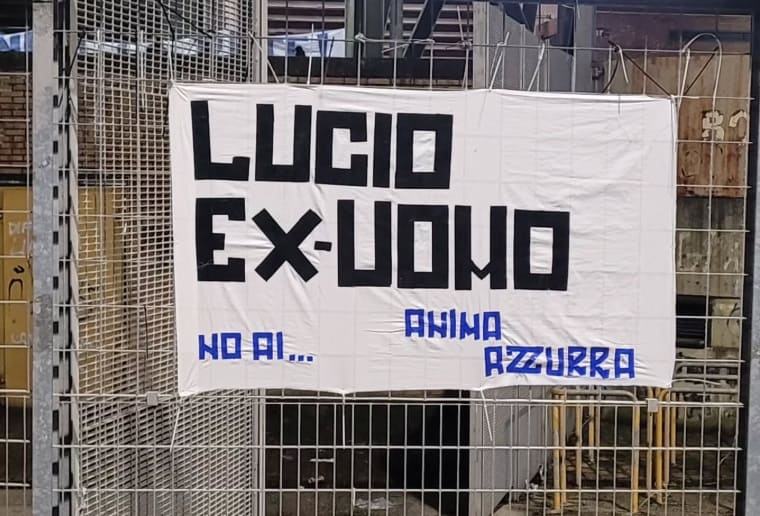 LUCIO
EX-UOMO
NO AI...
ANIMA
AZZURRA